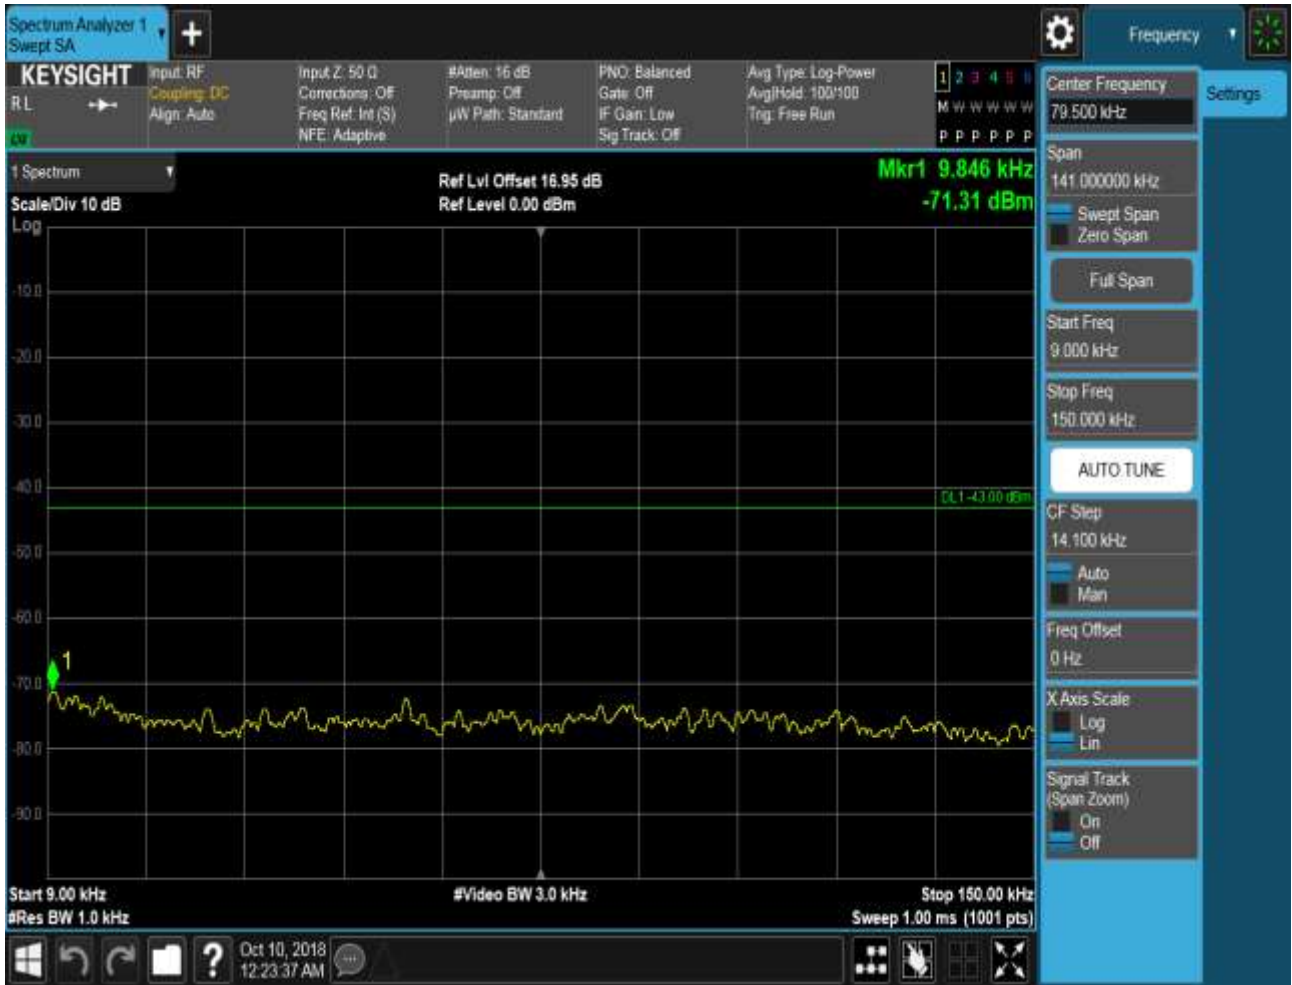 Spectrum Analyzer 1
Swept SA
Frequency
KEYSIGHT
RL
Input: RF
Coupling: DC
Align: Auto
Input Z: 50 Ω
Corrections: Off
Freq Ref: Int (S)
NFE: Adaptive
#Atten: 16 dB
Preamp: Off
µW Path: Standard
PNO: Balanced
Gate: Off
IF Gain: Low
Sig Track: Off
Avg Type: Log-Power
Avg|Hold: 100/100
Trig: Free Run
1 2 3 4 5 6
M W W W W W
P P P P P P
1 Spectrum
Scale/Div 10 dB
Log
Ref Lvl Offset 16.95 dB
Ref Level 0.00 dBm
Mkr1 9.846 kHz
-71.31 dBm
-10.0
-20.0
-30.0
-40.0
DL1 -43.00 dBm
-50.0
-60.0
1
-70.0
-80.0
-90.0
Start 9.00 kHz
#Res BW 1.0 kHz
#Video BW 3.0 kHz
Stop 150.00 kHz
Sweep 1.00 ms (1001 pts)
Center Frequency
79.500 kHz
Settings
Span
141.000000 kHz
Swept Span
Zero Span
Full Span
Start Freq
9.000 kHz
Stop Freq
150.000 kHz
AUTO TUNE
CF Step
14.100 kHz
Auto
Man
Freq Offset
0 Hz
X Axis Scale
Log
Lin
Signal Track
(Span Zoom)
On
Off
?
Oct 10, 2018
12:23:37 AM